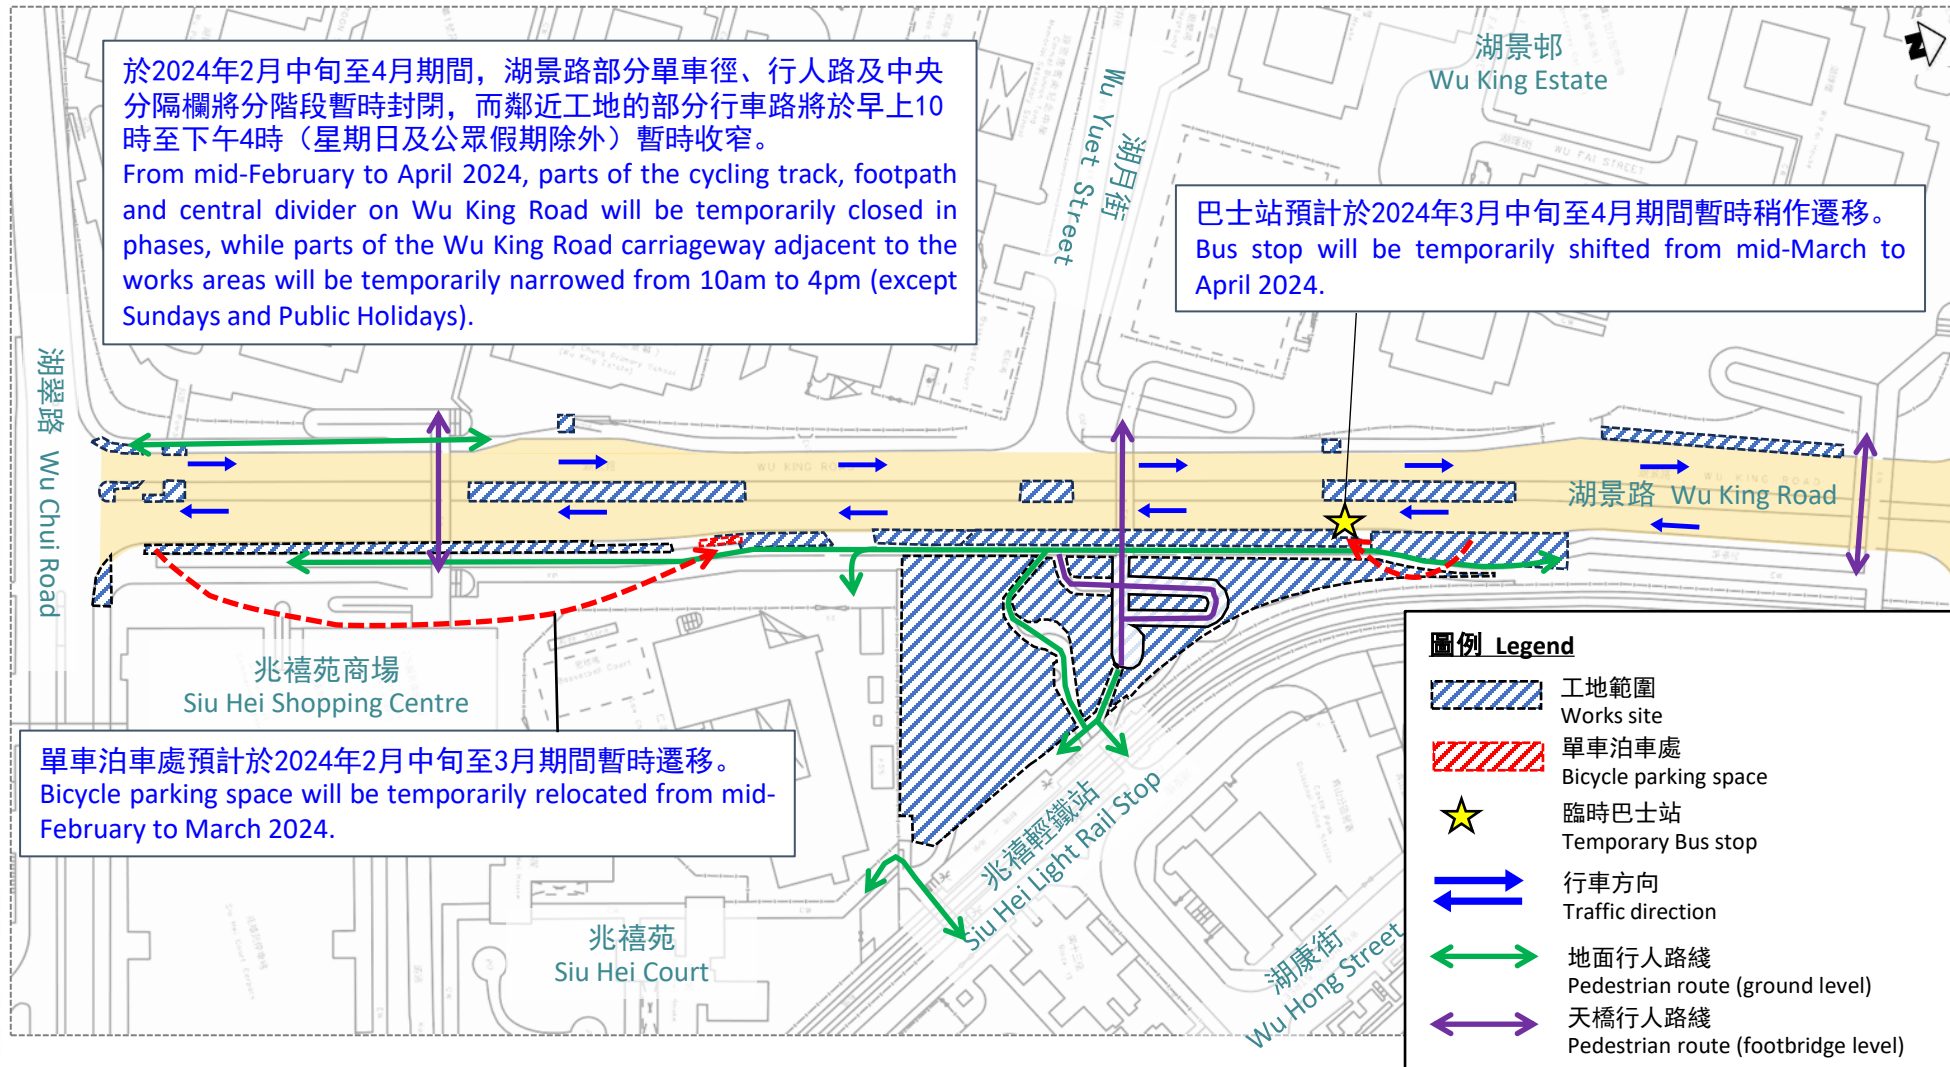 於2024年2月中旬至4月期間，湖景路部分單車徑、行人路及中央
分隔欄將分階段暫時封閉，而鄰近工地的部分行車路將於早上10
時至下午4時（星期日及公眾假期除外）暫時收窄。
From mid-February to April 2024, parts of the cycling track, footpath
and central divider on Wu King Road will be temporarily closed in
phases, while parts of the Wu King Road carriageway adjacent to the
works areas will be temporarily narrowed from 10am to 4pm (except
Sundays and Public Holidays).
湖月街
Wu Yuet Street
湖景邨
Wu King Estate
WU FAI STREET
巴士站預計於2024年3月中旬至4月期間暫時稍作遷移。
Bus stop will be temporarily shifted from mid-March to
April 2024.
湖翠路 Wu Chui Road
WU KING ROAD
WU KING ROAD
湖景路 Wu King Road
兆禧苑商場
Siu Hei Shopping Centre
單車泊車處預計於2024年2月中旬至3月期間暫時遷移。
Bicycle parking space will be temporarily relocated from mid-
February to March 2024.
兆禧輕鐵站
Siu Hei Light Rail Stop
兆禧苑
Siu Hei Court
湖康街
Wu Hong Street
圖例 Legend
工地範圍
Works site
單車泊車處
Bicycle parking space
臨時巴士站
Temporary Bus stop
行車方向
Traffic direction
地面行人路綫
Pedestrian route (ground level)
天橋行人路綫
Pedestrian route (footbridge level)